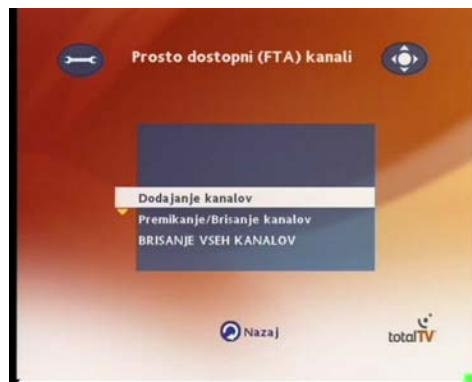 Prosto dostopni (FTA) kanali
Dodajanje kanalov
Premikanje/Brisanje kanalov
BRISANJE VSEH KANALOV
Nazaj
totalTV